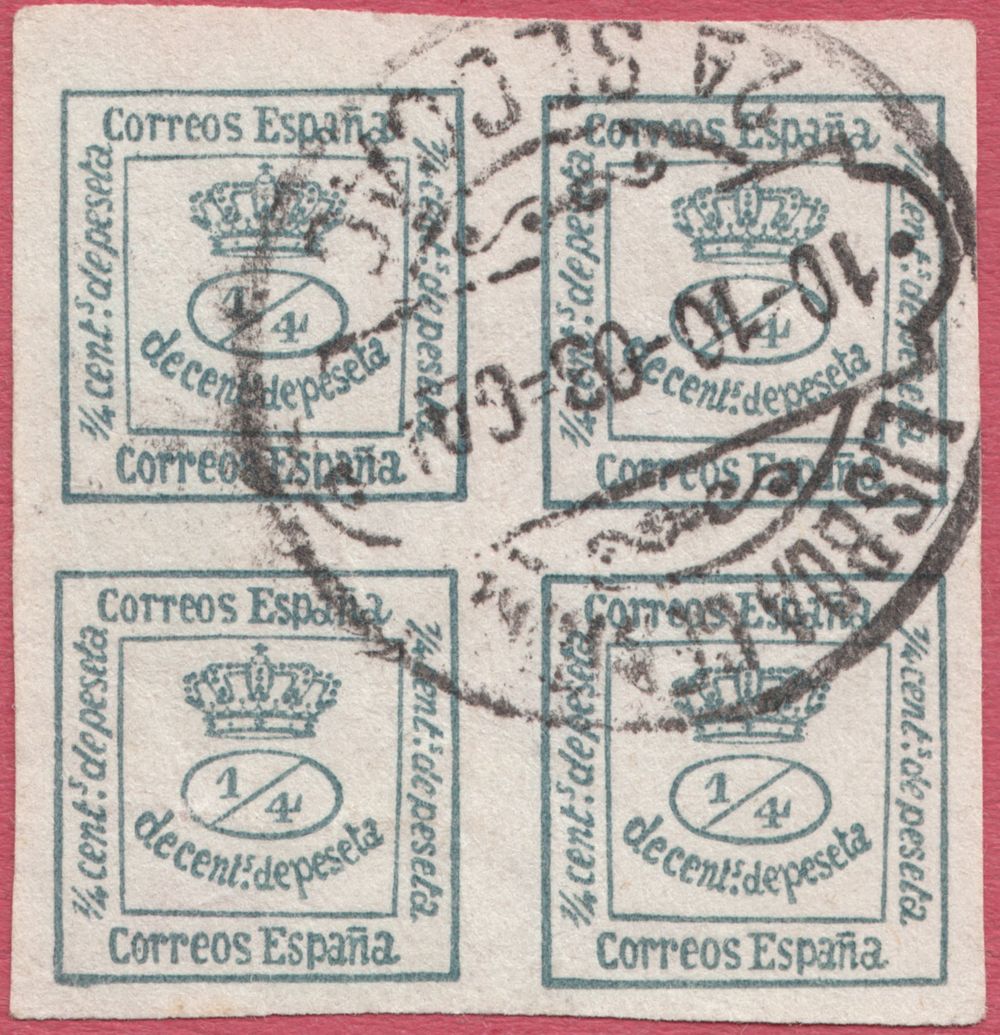 Correos España
¼ cent.ˢ de peseta
1/4
de cent.ˢ de peseta
¼ cent.ˢ de peseta
Correos España
Correos España
¼ cent.ˢ de peseta
1/4
de cent.ˢ de peseta
¼ cent.ˢ de peseta
Correos España
Correos España
¼ cent.ˢ de peseta
1/4
de cent.ˢ de peseta
¼ cent.ˢ de peseta
Correos España
Correos España
¼ cent.ˢ de peseta
1/4
de cent.ˢ de peseta
¼ cent.ˢ de peseta
Correos España
2A SECÇÃO
LISBOA